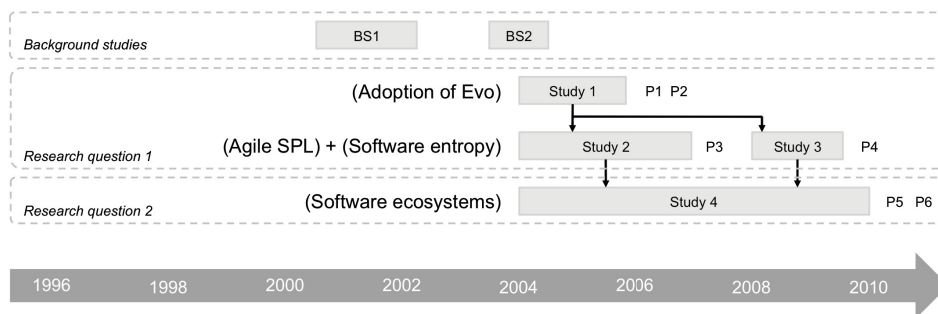 BS1 BS2
Background studies
(Adoption of Evo) Study 1 P1 P2
(Agile SPL) + (Software entropy) Study 2 P3 Study 3 P4
Research question 1
(Software ecosystems) Study 4 P5 P6
Research question 2
1996 1998 2000 2002 2004 2006 2008 2010